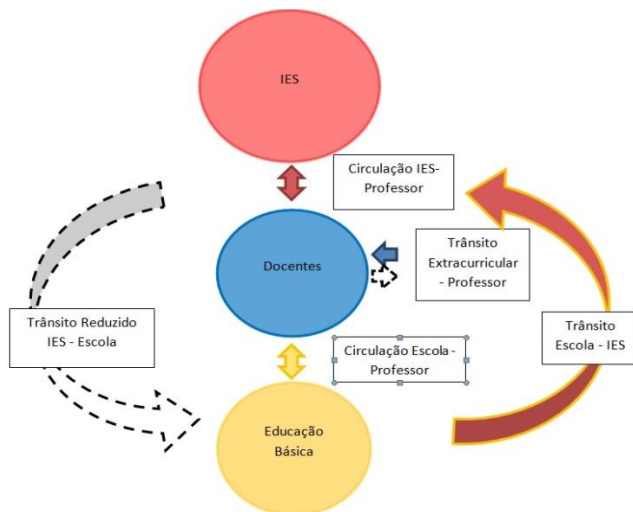 IES
Circulação IES-
Professor
Docentes
Trânsito
Extracurricular
- Professor
Trânsito Reduzido
IES - Escola
Circulação Escola -
Professor
Trânsito
Escola - IES
Educação
Básica